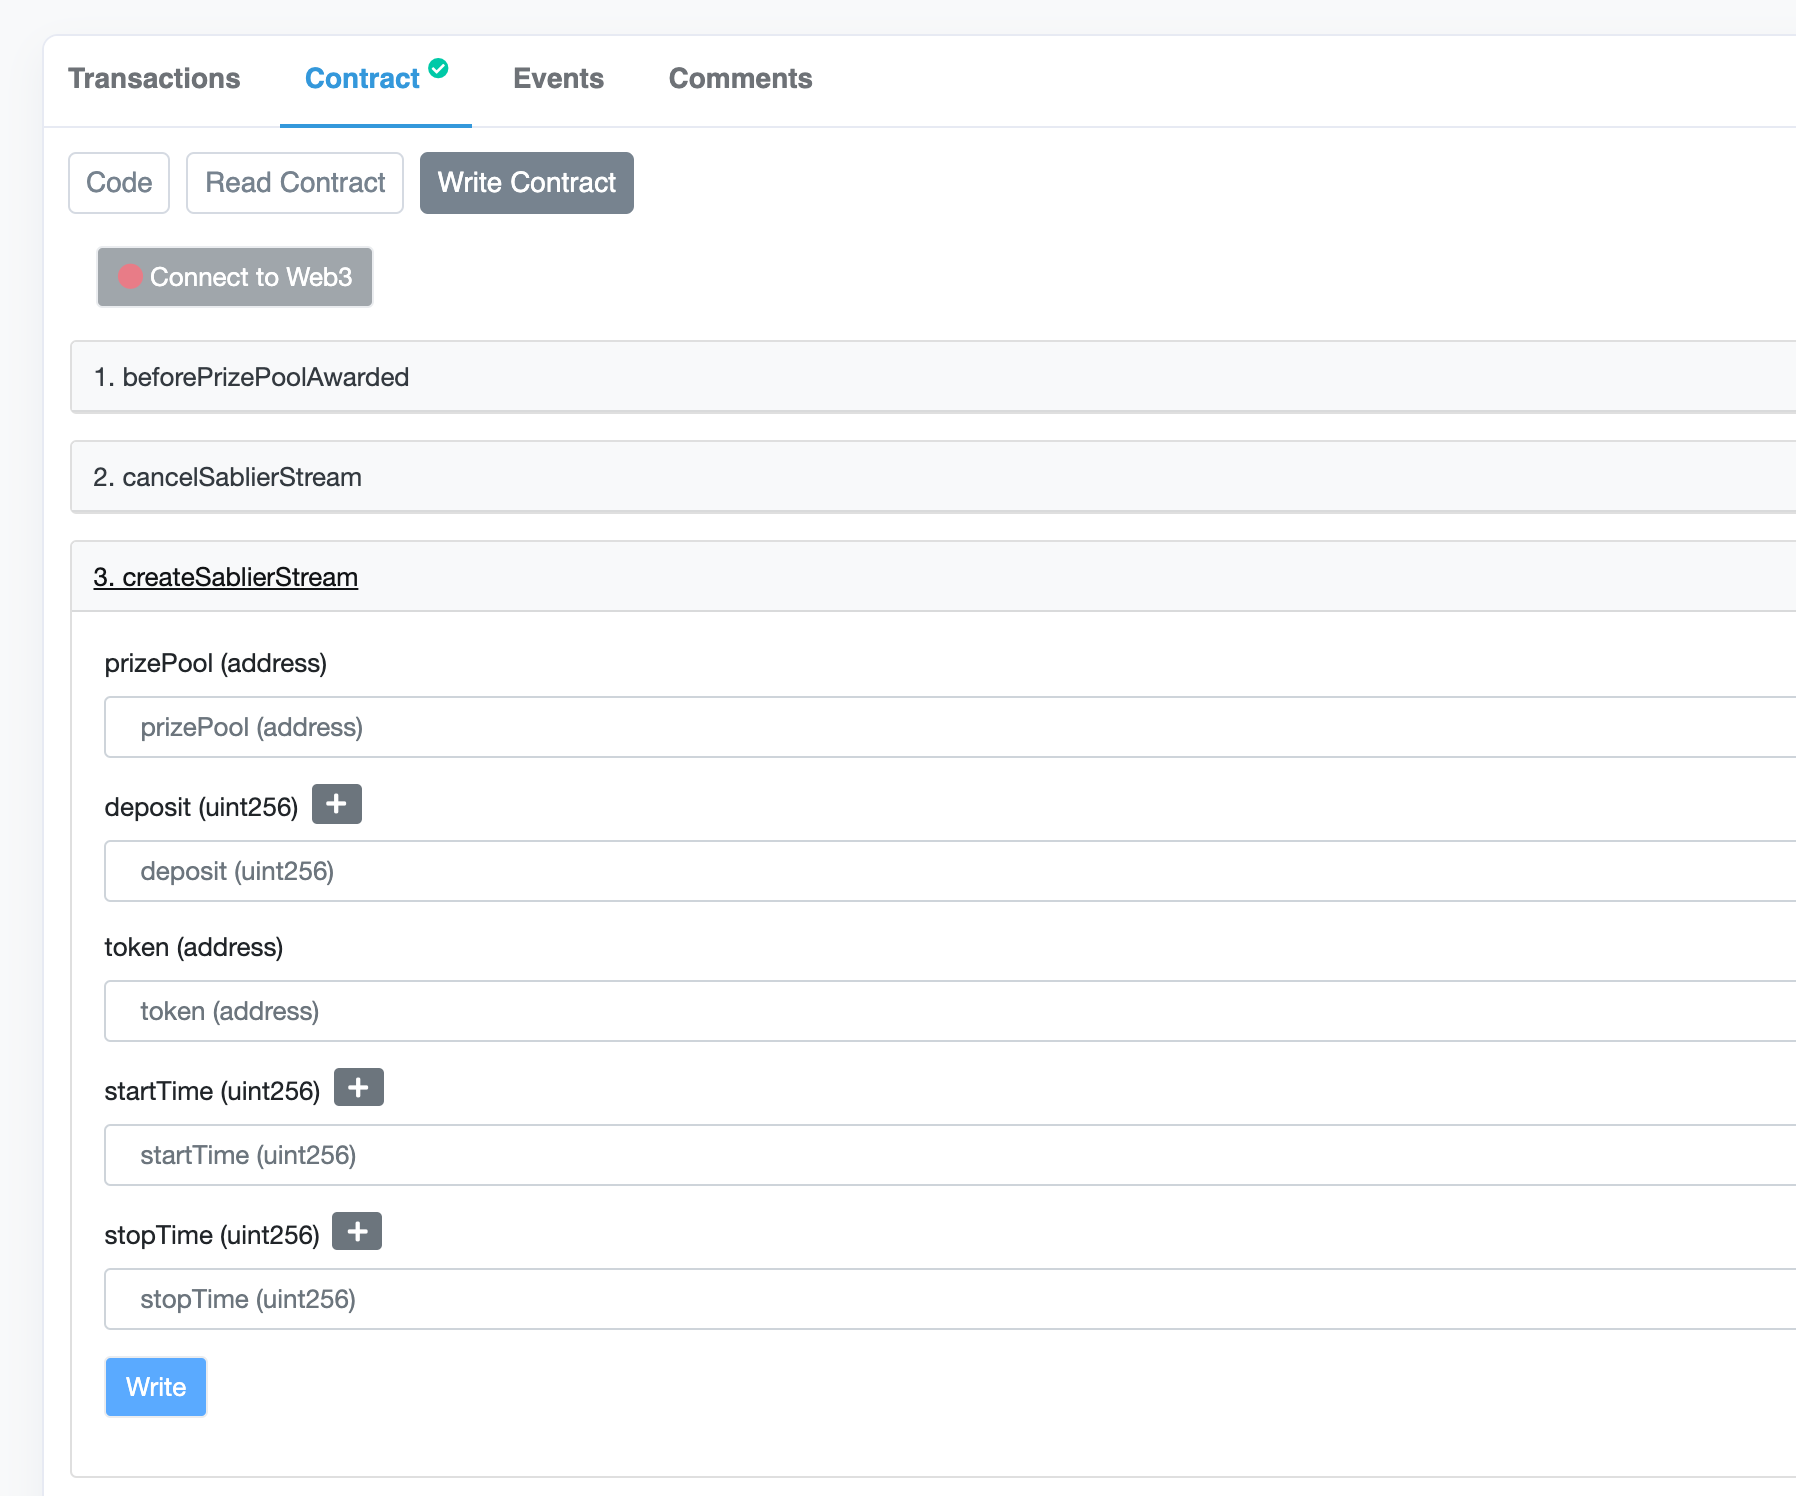 Transactions Contract Events Comments
Code Read Contract Write Contract
Connect to Web3
1. beforePrizePoolAwarded
2. cancelSablierStream
3. createSablierStream
prizePool (address)
prizePool (address)
deposit (uint256) +
deposit (uint256)
token (address)
token (address)
startTime (uint256) +
startTime (uint256)
stopTime (uint256) +
stopTime (uint256)
Write